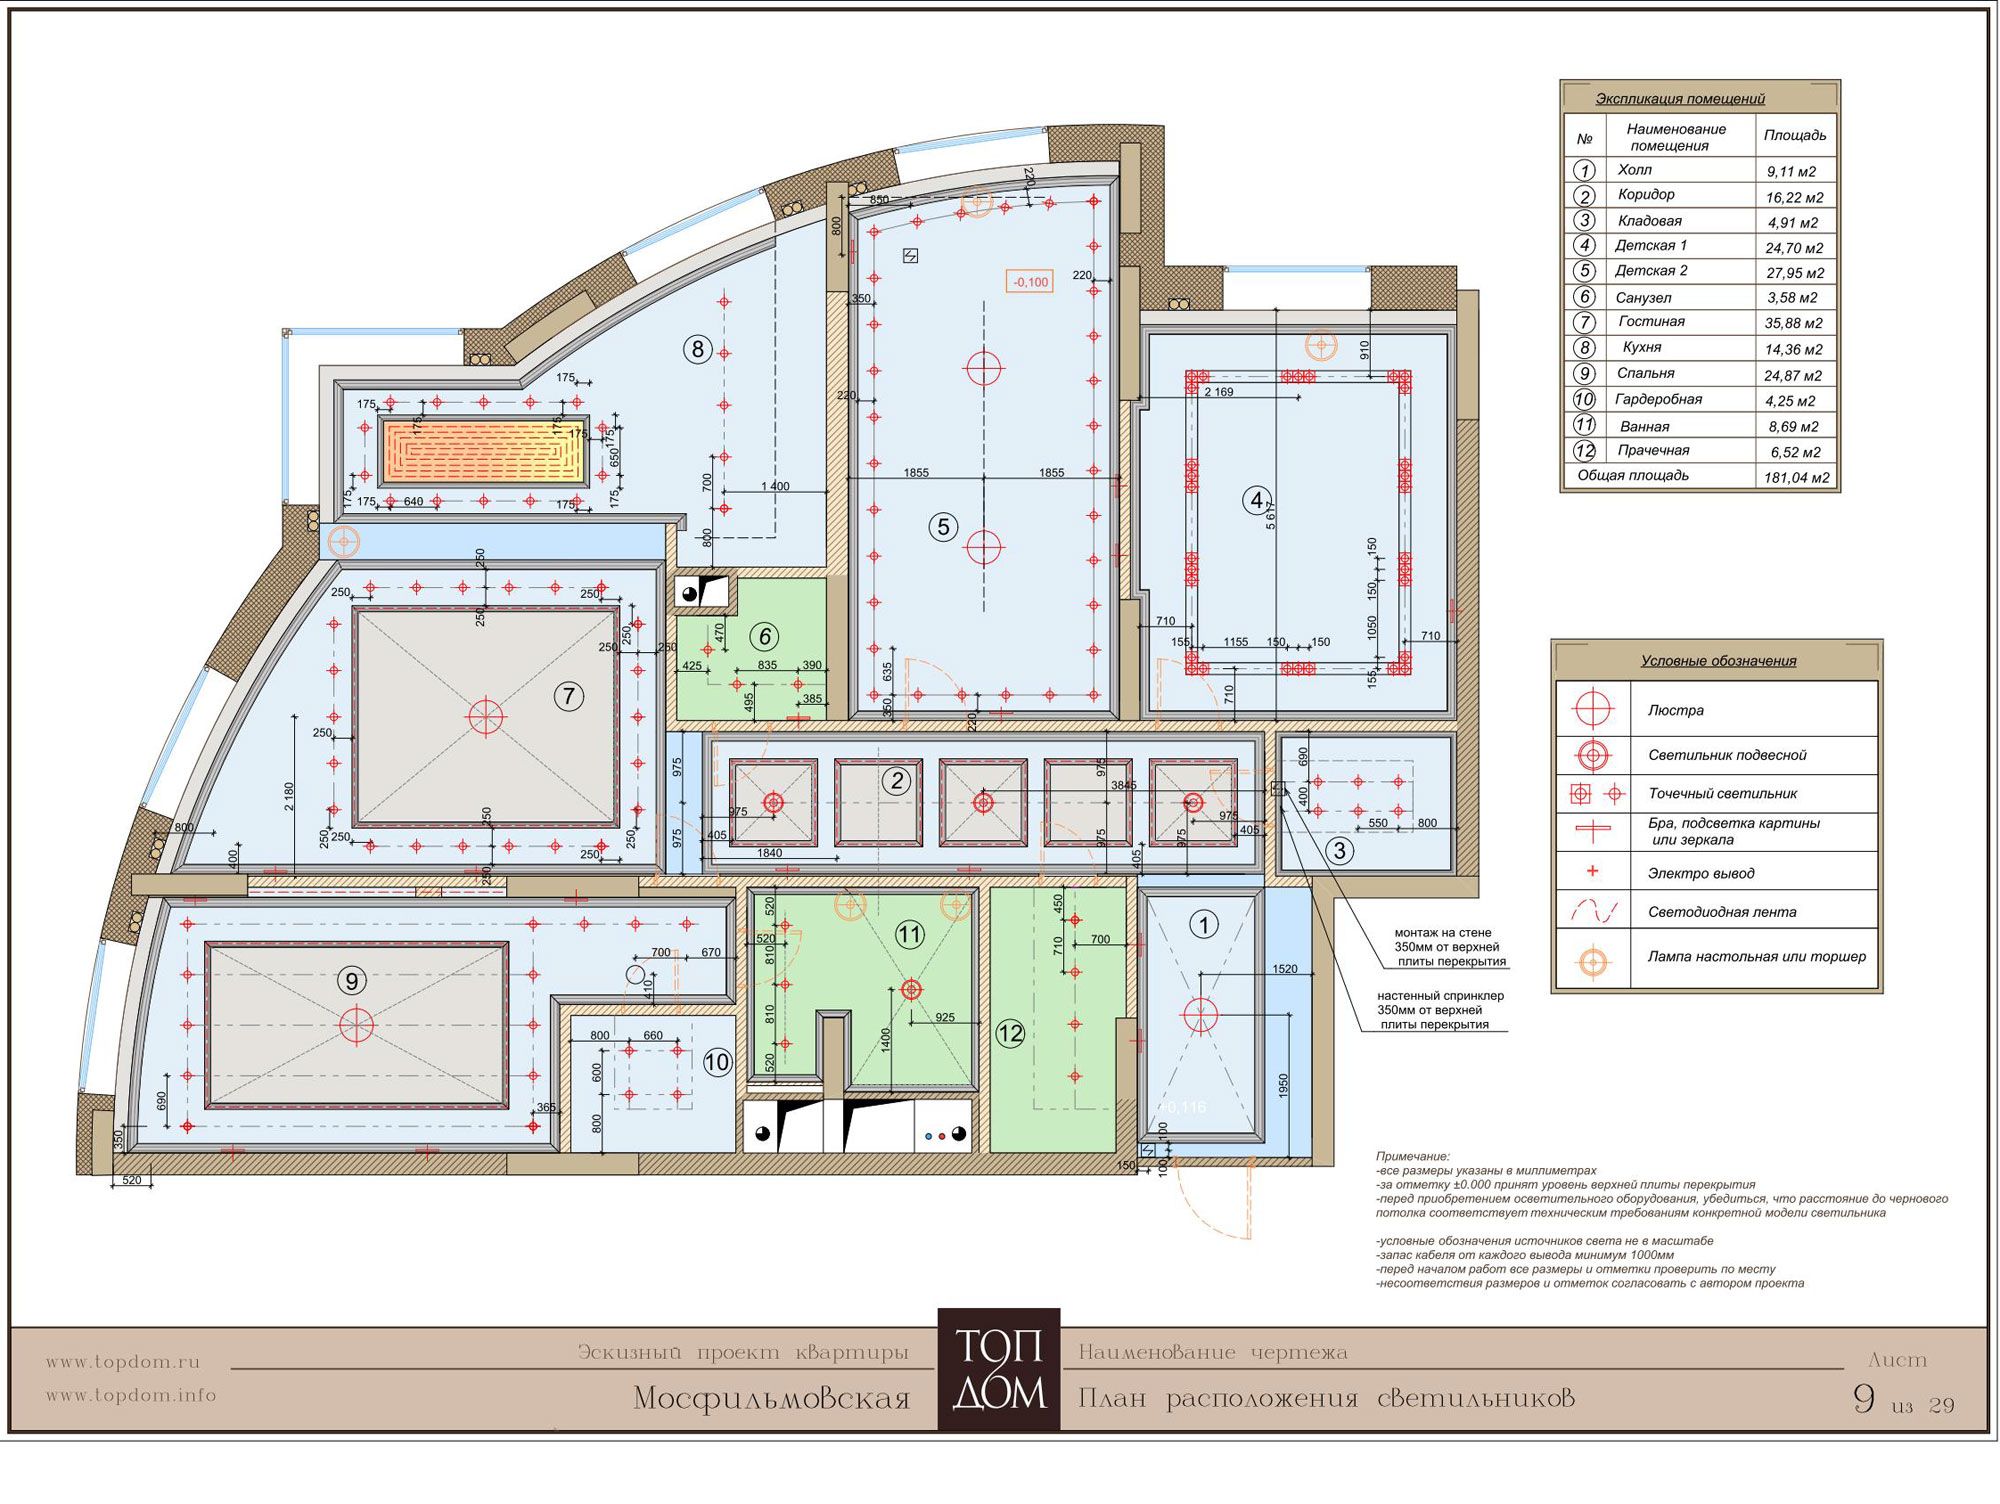 Экспликация помещений
№ Наименование помещения Площадь
1 Холл 9,11 м2
2 Коридор 16,22 м2
3 Кладовая 4,91 м2
4 Детская 1 24,70 м2
5 Детская 2 27,95 м2
6 Санузел 3,58 м2
7 Гостиная 35,88 м2
8 Кухня 14,36 м2
9 Спальня 24,87 м2
10 Гардеробная 4,25 м2
11 Ванная 8,69 м2
12 Прачечная 6,52 м2
Общая площадь 181,04 м2
Условные обозначения
Люстра
Светильник подвесной
Точечный светильник
Бра, подсветка картины
или зеркала
Электро вывод
Светодиодная лента
Лампа настольная или торшер
220
850
800
8
-0,100
220
350
220
910
2 169
175
175
175
175
175
175
650
175
175
175
640
175
700
1 400
800
1855
1855
5
4
5 617
150
150
1050
155
710
710
155
1155
150
150
710
250
250
250
250
250
250
250
7
2 180
250
250
250
250
250
250
250
800
400
470
6
425
835
390
495
385
635
350
220
975
975
2
975
3845
975
975
975
975
405
405
405
1840
690
400
550
800
3
9
700
670
410
690
365
350
520
800
660
600
800
10
520
520
810
810
520
11
925
1400
450
710
700
12
1
1520
1950
+0,116
100
100
150
монтаж на стене
350мм от верхней
плиты перекрытия
настенный спринклер
350мм от верхней
плиты перекрытия
Примечание:
-все размеры указаны в миллиметрах
-за отметку ±0.000 принят уровень верхней плиты перекрытия
-перед приобретением осветительного оборудования, убедиться, что расстояние до чернового
потолка соответствует техническим требованиям конкретной модели светильника
-условные обозначения источников света не в масштабе
-запас кабеля от каждого вывода минимум 1000мм
-перед началом работ все размеры и отметки проверить по месту
-несоответствия размеров и отметок согласовать с автором проекта
www.topdom.ru
www.topdom.info
Эскизный проект квартиры
Мосфильмовская
ТОП
ДОМ
Наименование чертежа
План расположения светильников
Лист
9 из 29